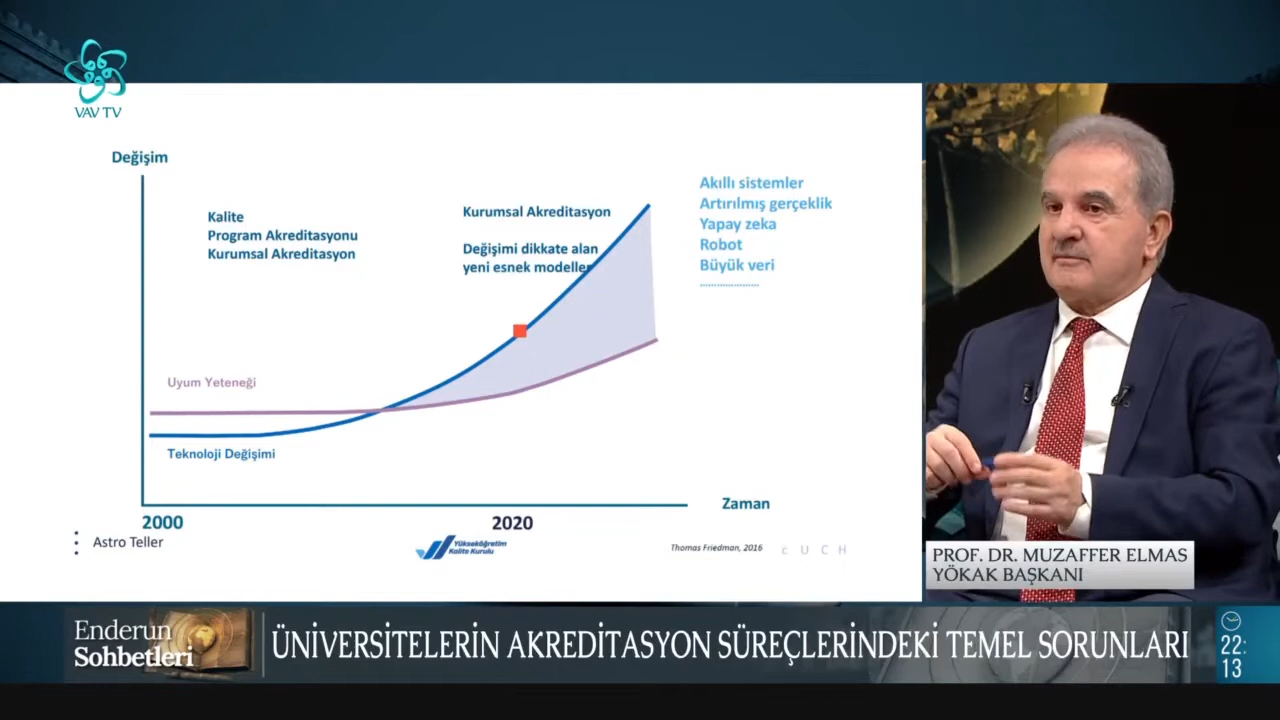 VAV TV
Değişim
Kalite
Program Akreditasyonu
Kurumsal Akreditasyon
Kurumsal Akreditasyon
Değişimi dikkate alan
yeni esnek modeller
Akıllı sistemler
Artırılmış gerçeklik
Yapay zeka
Robot
Büyük veri
.....................
Uyum Yeteneği
Teknoloji Değişimi
Zaman
2000
2020
Astro Teller
Yükseköğretim
Kalite Kurulu
Thomas Friedman, 2016
c U C H
PROF. DR. MUZAFFER ELMAS
YÖKAK BAŞKANI
Enderun
Sohbetleri
ÜNİVERSİTELERİN AKREDİTASYON SÜREÇLERİNDEKİ TEMEL SORUNLARI
22:
13